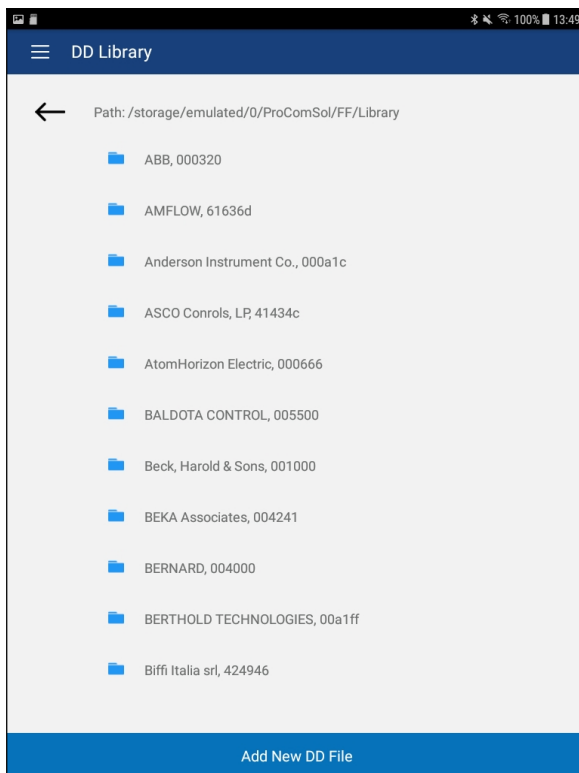 100% 13:49
DD Library
Path: /storage/emulated/0/ProComSol/FF/Library
ABB, 000320
AMFLOW, 61636d
Anderson Instrument Co., 000a1c
ASCO Conrols, LP, 41434c
AtomHorizon Electric, 000666
BALDOTA CONTROL, 005500
Beck, Harold & Sons, 001000
BEKA Associates, 004241
BERNARD, 004000
BERTHOLD TECHNOLOGIES, 00a1ff
Biffi Italia srl, 424946
Add New DD File